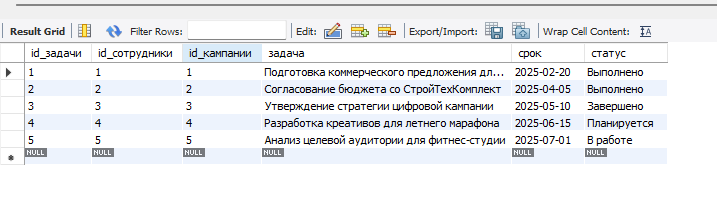 Result Grid Filter Rows: Edit: Export/Import: Wrap Cell Content:
id_задачи id_сотрудники id_кампании задача срок статус
1 1 1 Подготовка коммерческого предложения дл... 2025-02-20 Выполнено
2 2 2 Согласование бюджета со СтройТехКомплект 2025-04-05 Выполнено
3 3 3 Утверждение стратегии цифровой кампании 2025-05-10 Завершено
4 4 4 Разработка креативов для летнего марафона 2025-06-15 Планируется
5 5 5 Анализ целевой аудитории для фитнес-студии 2025-07-01 В работе
NULL NULL NULL NULL NULL NULL